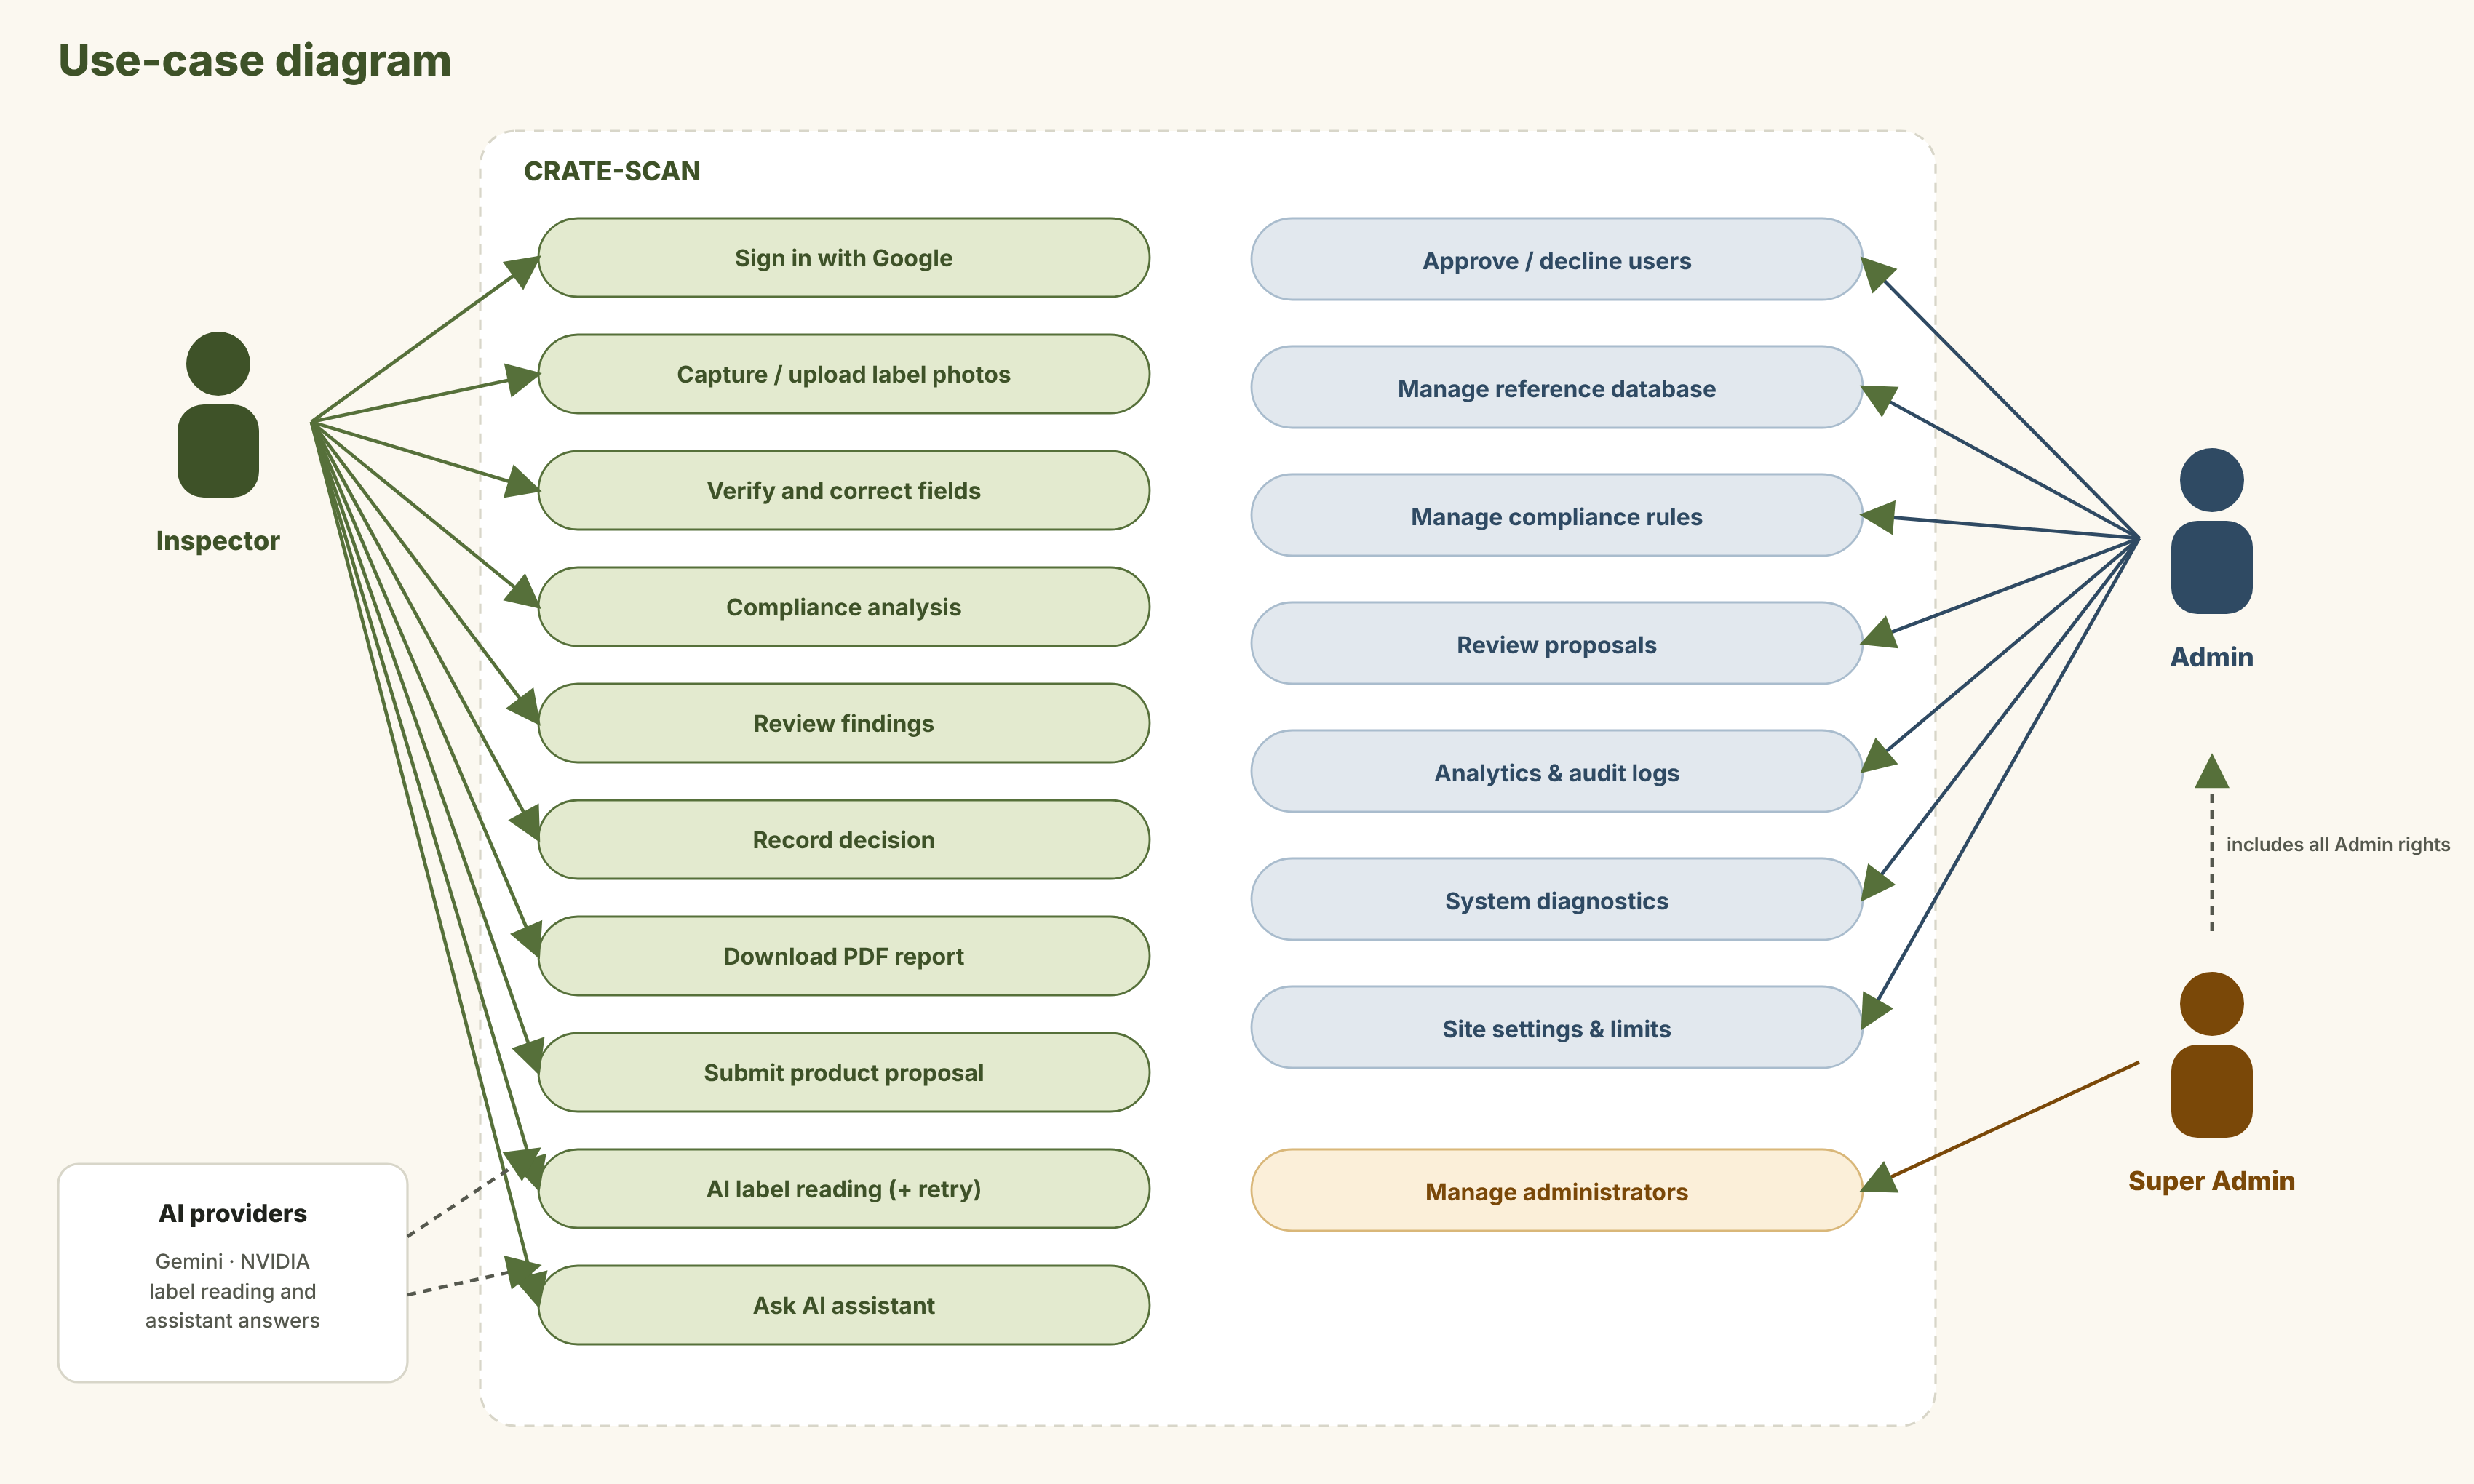 Use-case diagram
CRATE-SCAN
Sign in with Google
Capture / upload label photos
Verify and correct fields
Compliance analysis
Review findings
Record decision
Download PDF report
Submit product proposal
AI label reading (+ retry)
Ask AI assistant
Approve / decline users
Manage reference database
Manage compliance rules
Review proposals
Analytics & audit logs
System diagnostics
Site settings & limits
Manage administrators
Inspector
AI providers
Gemini · NVIDIA
label reading and
assistant answers
Admin
includes all Admin rights
Super Admin